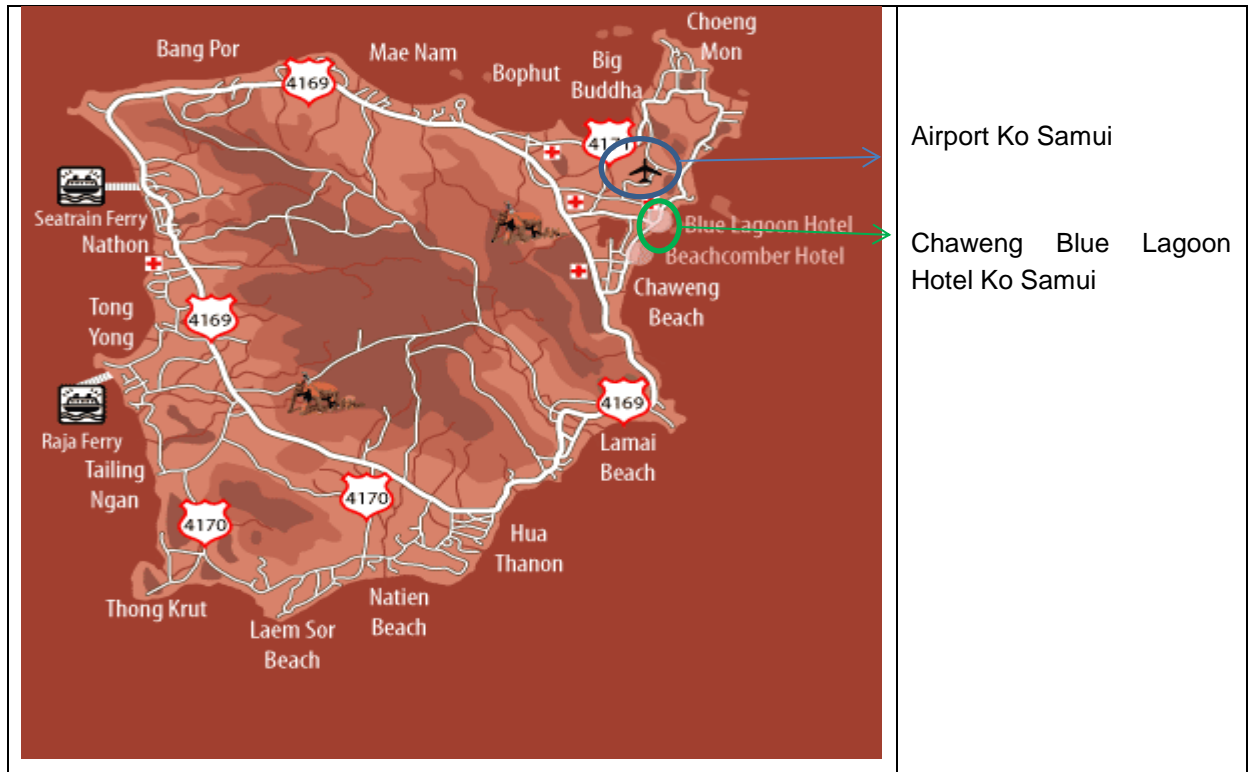 Choeng
Mon
Bang Por
Mae Nam
Big
Buddha
Bophut
4169
Airport Ko Samui
Seatrain Ferry
Nathon
Blue Lagoon Hotel
Beachcomber Hotel
Chaweng Blue Lagoon
Hotel Ko Samui
Chaweng
Beach
Tong
Yong
4169
4169
Raja Ferry
Lamai
Beach
Tailing
Ngan
4170
4170
Hua
Thanon
Thong Krut
Natien
Beach
Laem Sor
Beach